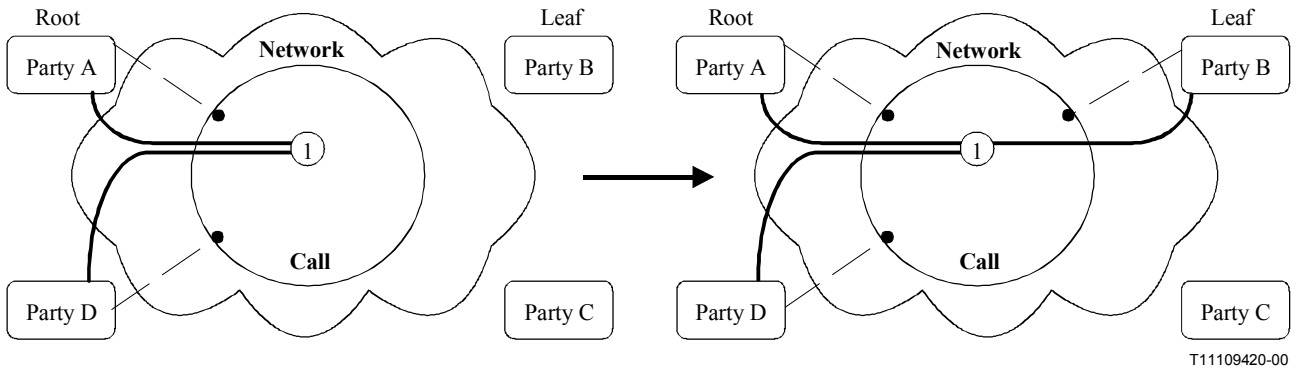 Root
Leaf
Party A
Network
Party B
1
Call
Party D
Party C
Root
Leaf
Party A
Network
Party B
1
Call
Party D
Party C
T11109420-00